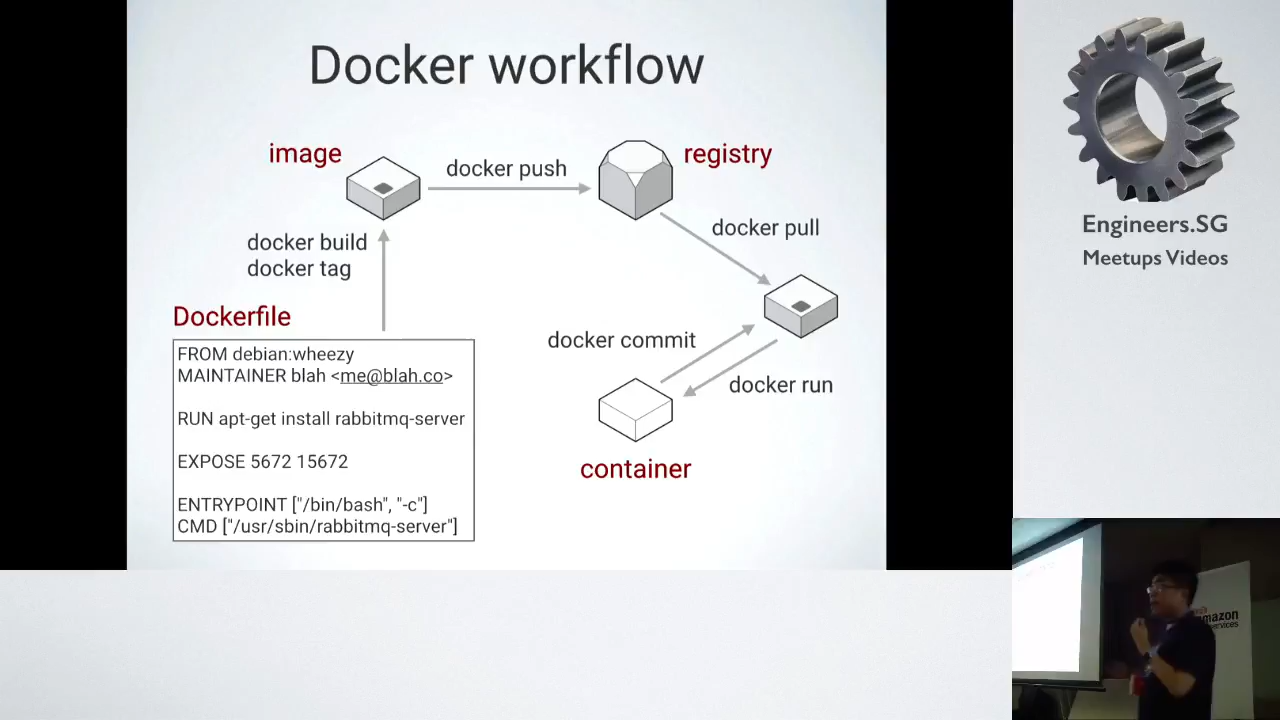 Docker workflow
image
docker push
registry
docker pull
docker build
docker tag
Dockerfile
FROM debian:wheezy
MAINTAINER blah <me@blah.co>
RUN apt-get install rabbitmq-server
EXPOSE 5672 15672
ENTRYPOINT ["/bin/bash", "-c"]
CMD ["/usr/sbin/rabbitmq-server"]
docker commit
docker run
container
Engineers.SG
Meetups Videos
amazon